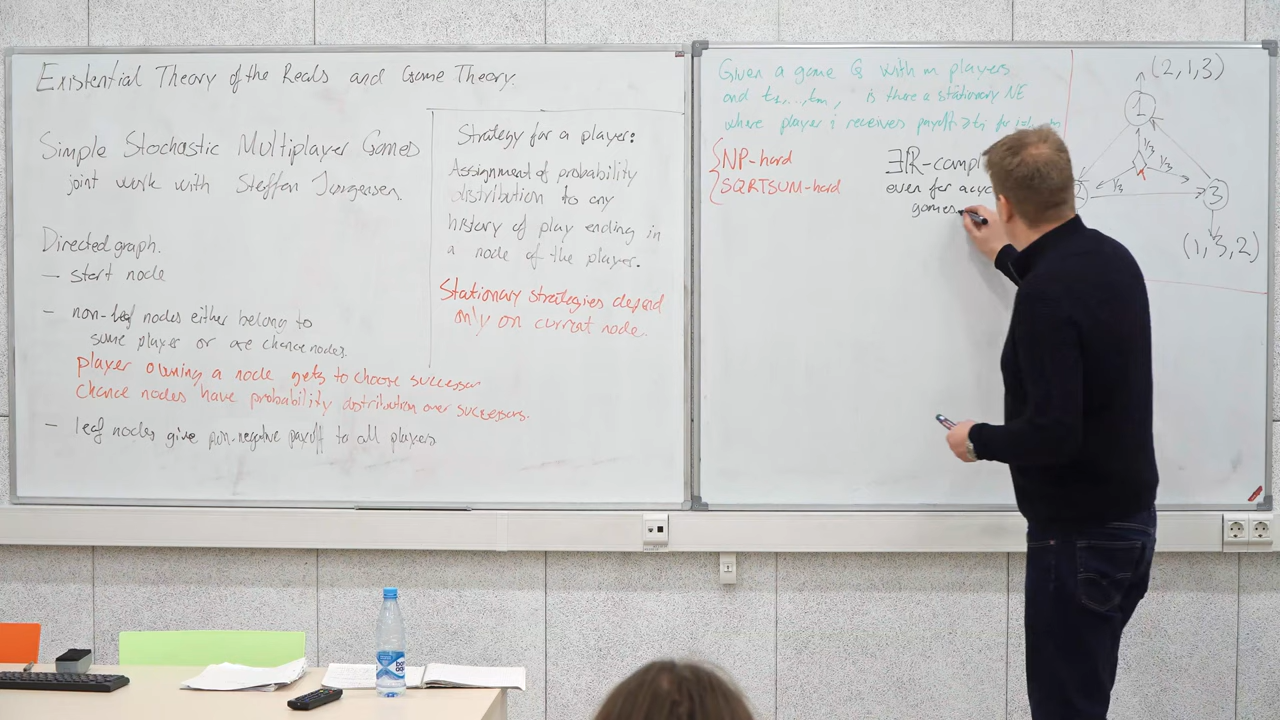 Existential Theory of the Reals and Game Theory.
Simple Stochastic Multiplayer Games
joint work with Steffan Jørgensen
Directed graph.
— start node
— non-leaf nodes either belong to
some player or are chance nodes.
player owning a node gets to choose successor
Chance nodes have probability distribution over successors.
— leaf nodes give non-negative payoff to all players
Strategy for a player:
Assignment of probability
distribution to any
history of play ending in
a node of the player.
Stationary strategies depend
only on current node.
Given a game G with m players
and t1,...,tm, is there a stationary NE
where player i receives payoff ≥ ti for
NP-hard
SQRTSUM-hard
∃ℝ-compl
even for acyc
games
(2,1,3)
1
1/3
1/3
1/3
3
(1,3,2)